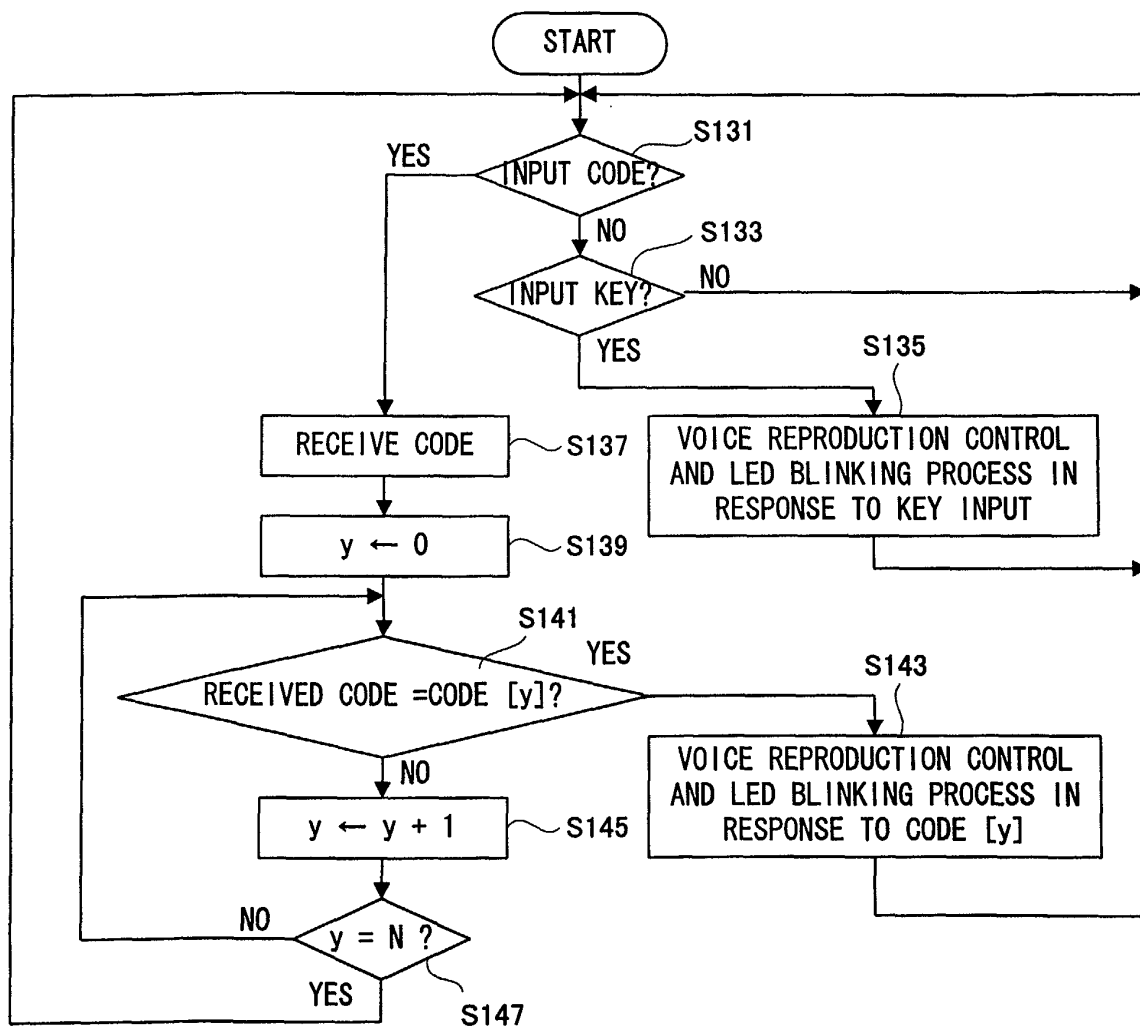 START
S131
YES
INPUT CODE?
NO
S133
INPUT KEY?
NO
YES
S135
VOICE REPRODUCTION CONTROL
AND LED BLINKING PROCESS IN
RESPONSE TO KEY INPUT
RECEIVE CODE
S137
y ← 0
S139
S141
YES
RECEIVED CODE =CODE [y]?
S143
VOICE REPRODUCTION CONTROL
AND LED BLINKING PROCESS IN
RESPONSE TO CODE [y]
NO
y ← y + 1
S145
NO
y = N ?
YES
S147